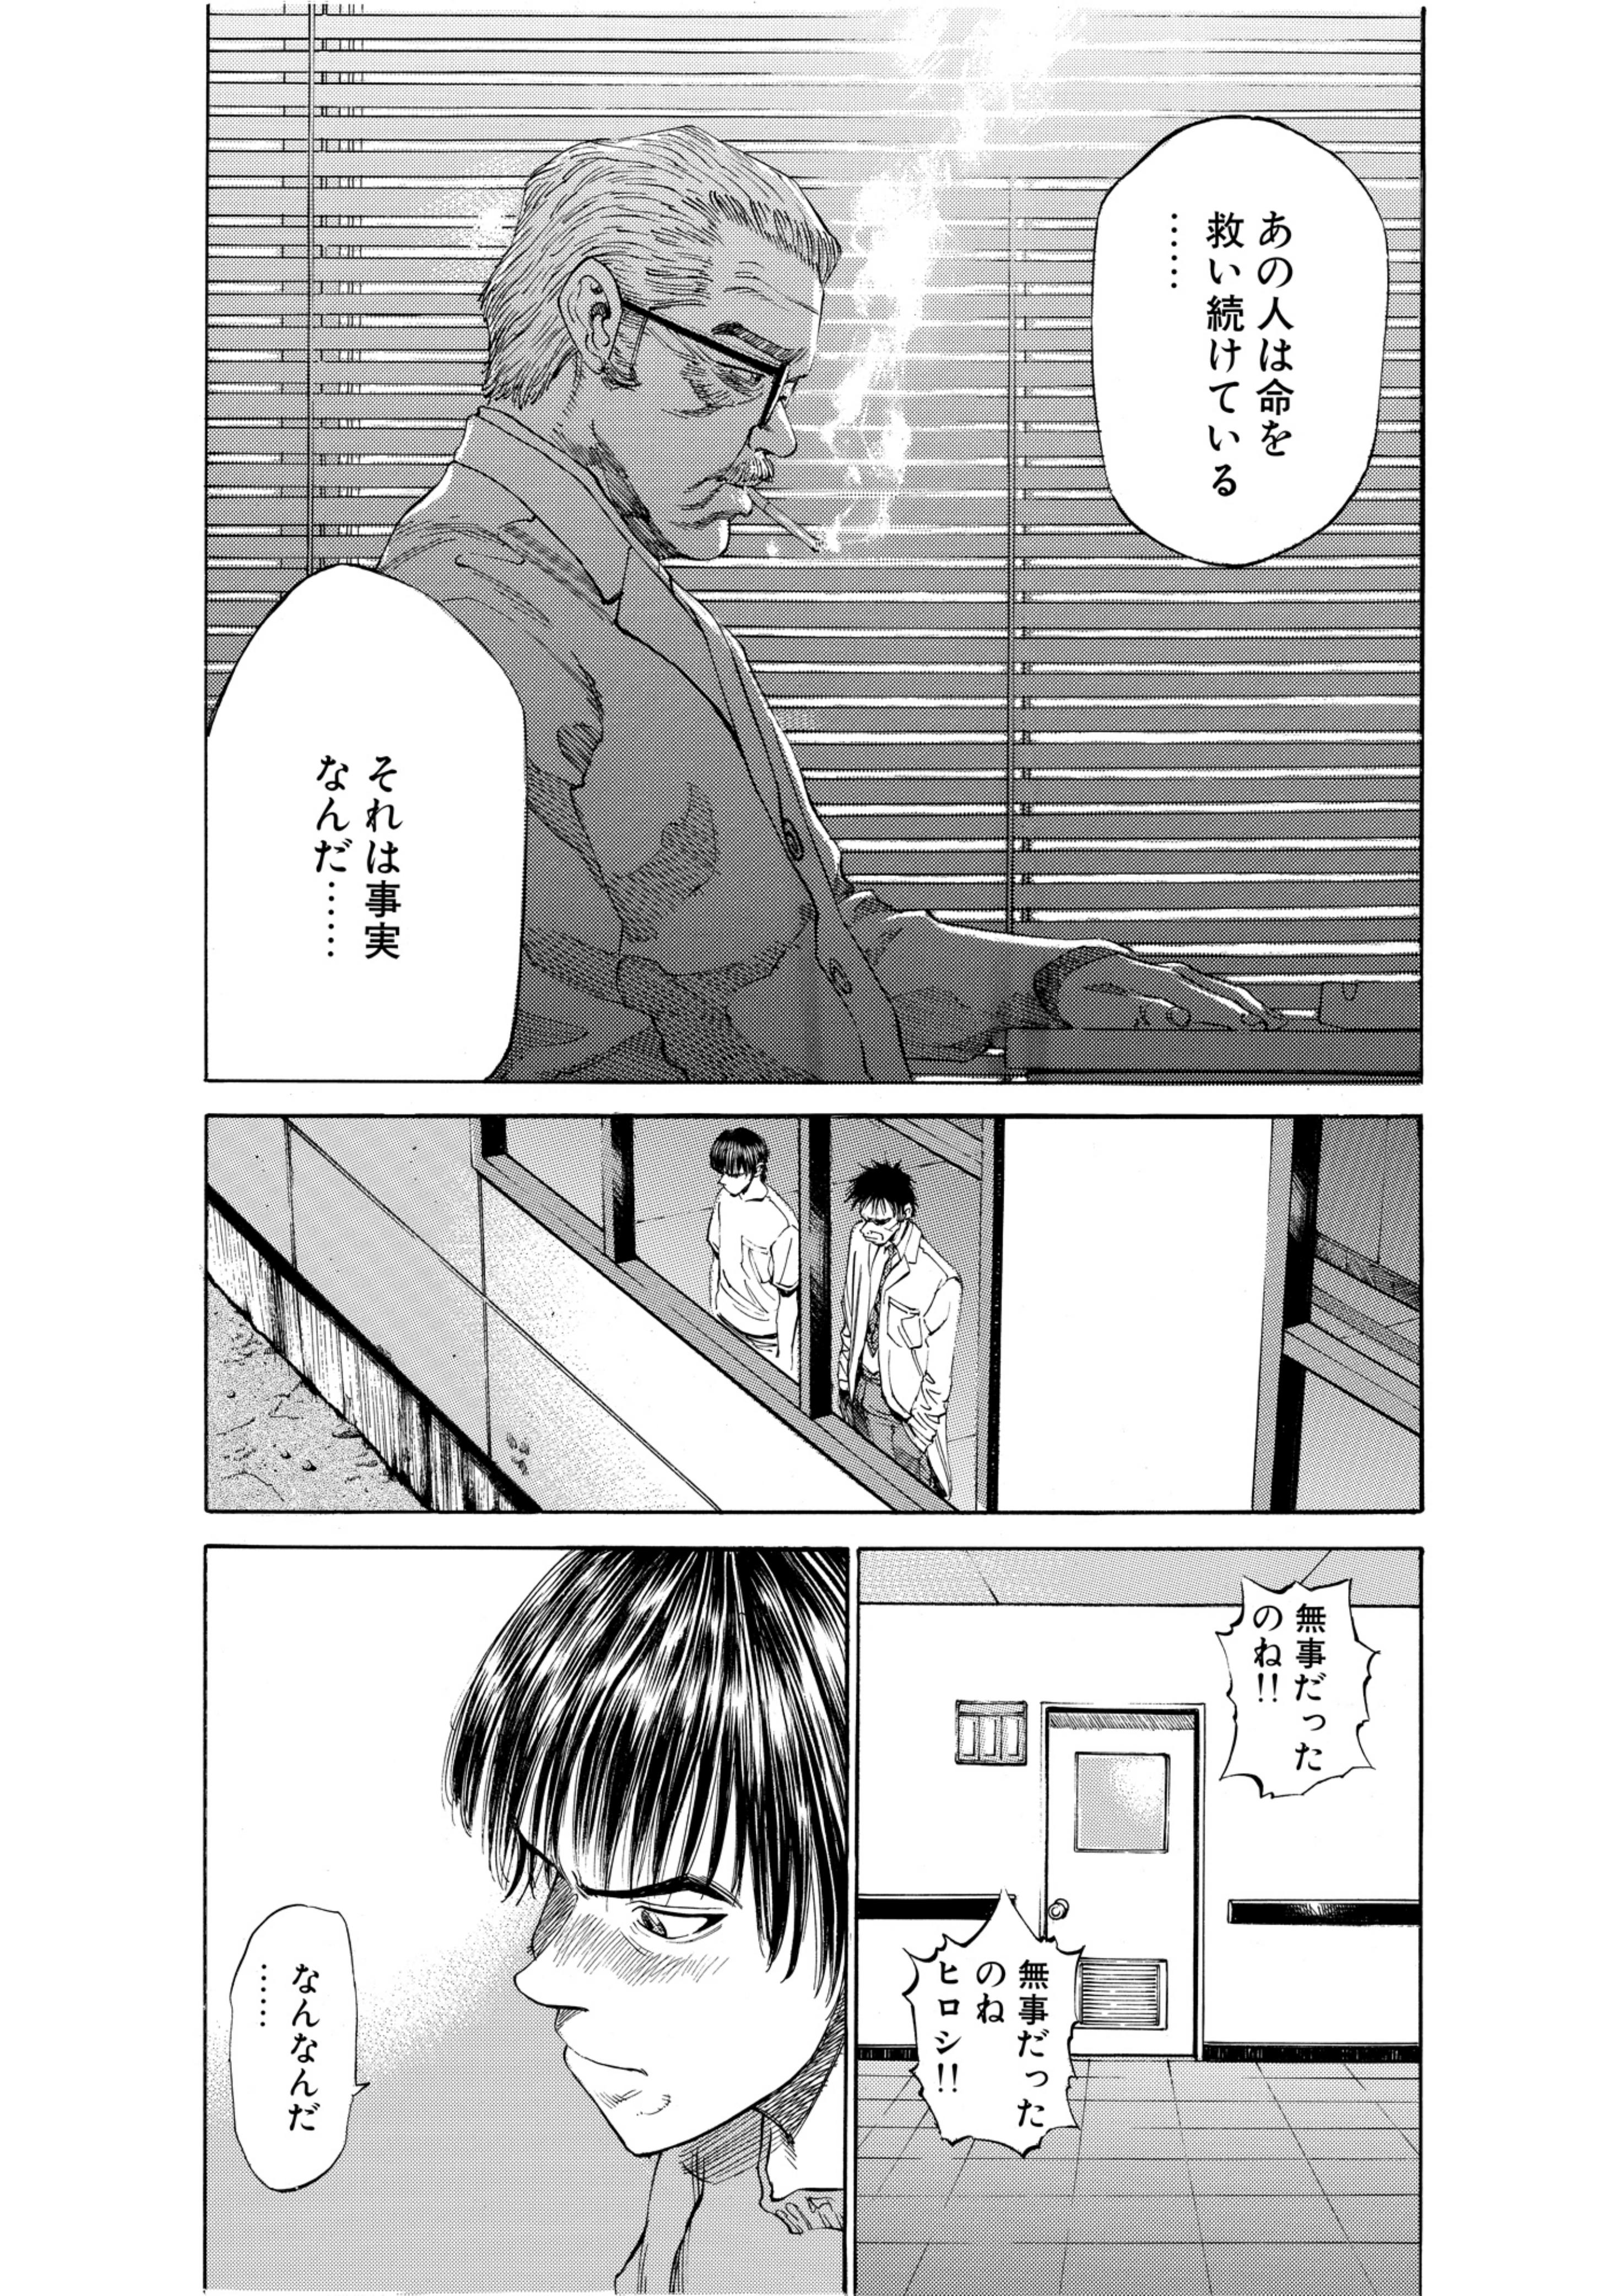 あの人は命を
救い続けている
……
それは事実
なんだ……
無事だった
のね!!
無事だった
のね
ヒロシ!!
なんなんだ
……